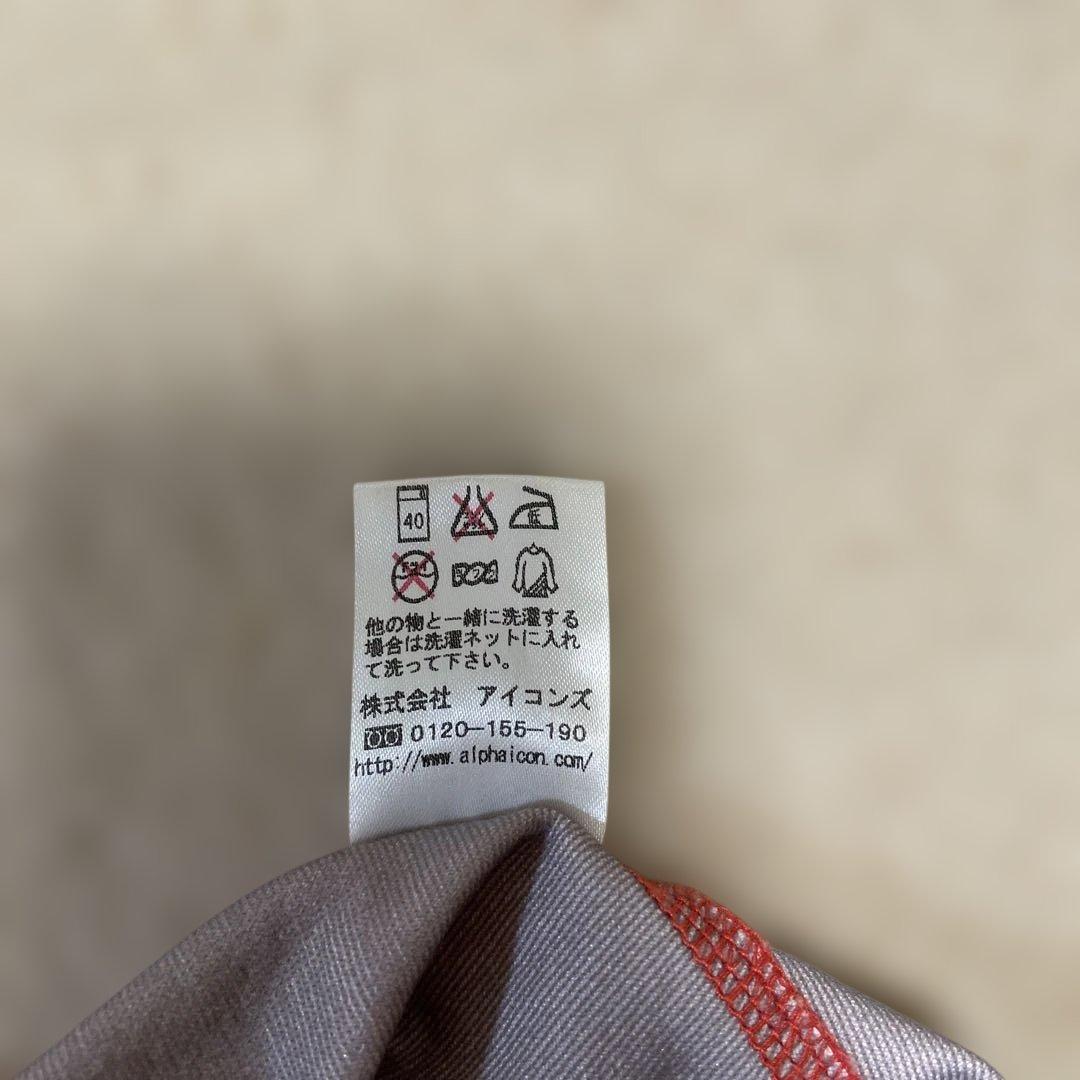 40
低
他の物と一緒に洗濯する
場合は洗濯ネットに入れ
て洗って下さい。
株式会社 アイコンズ
0120-155-190
http://www.alphaicon.com/